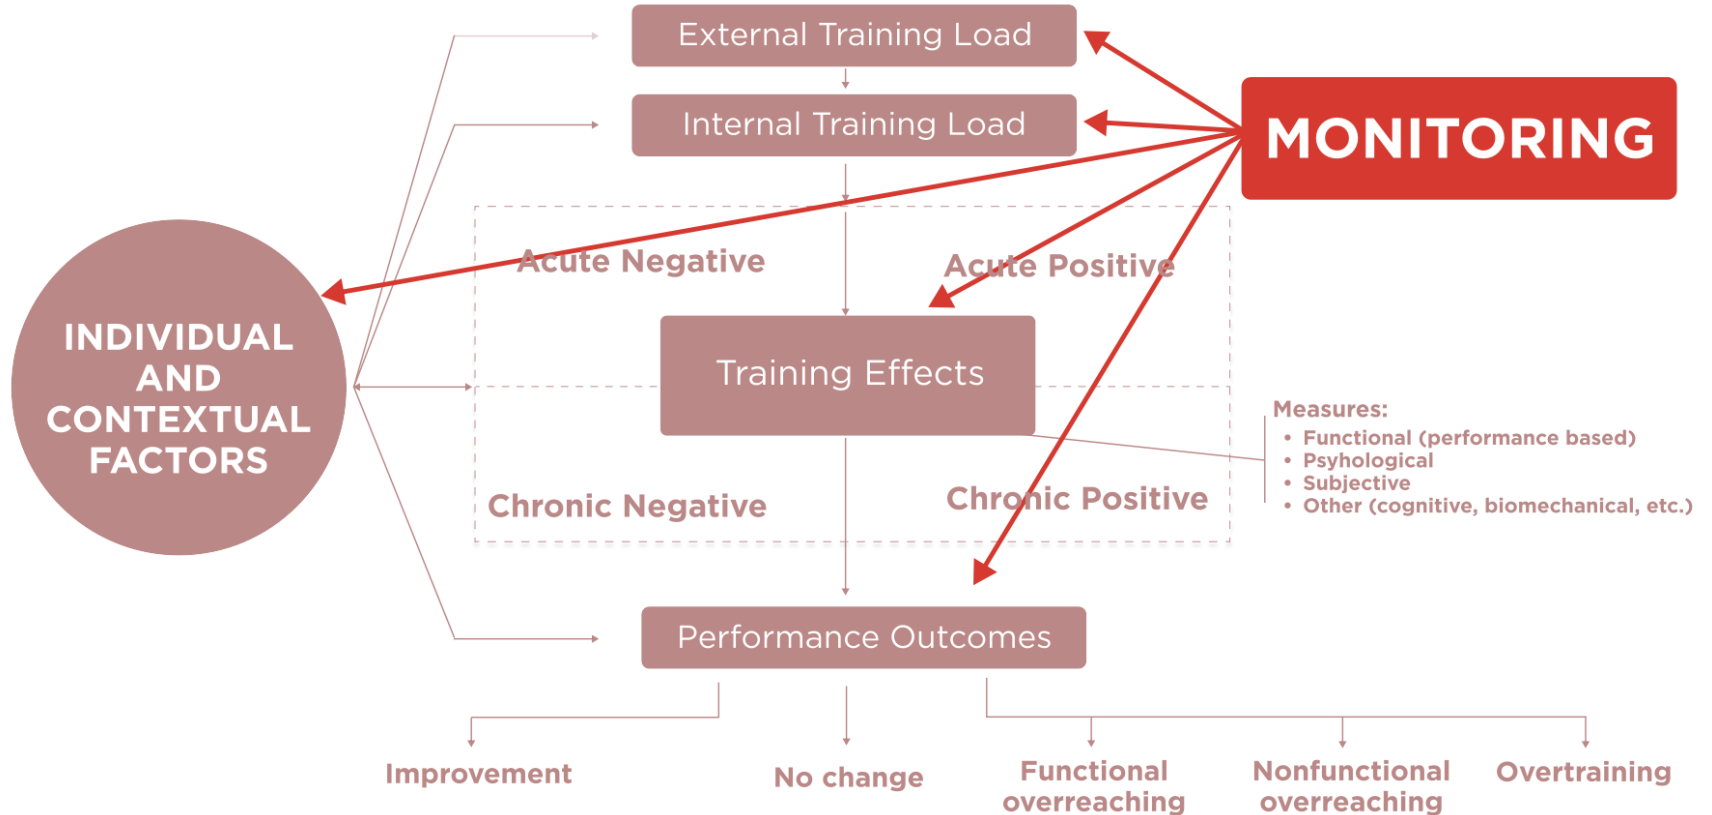 External Training Load
Internal Training Load
MONITORING
Acute Negative
Acute Positive
INDIVIDUAL
AND
CONTEXTUAL
FACTORS
Training Effects
Measures:
• Functional (performance based)
• Psyhological
• Subjective
• Other (cognitive, biomechanical, etc.)
Chronic Negative
Chronic Positive
Performance Outcomes
Improvement
No change
Functional
overreaching
Nonfunctional
overreaching
Overtraining